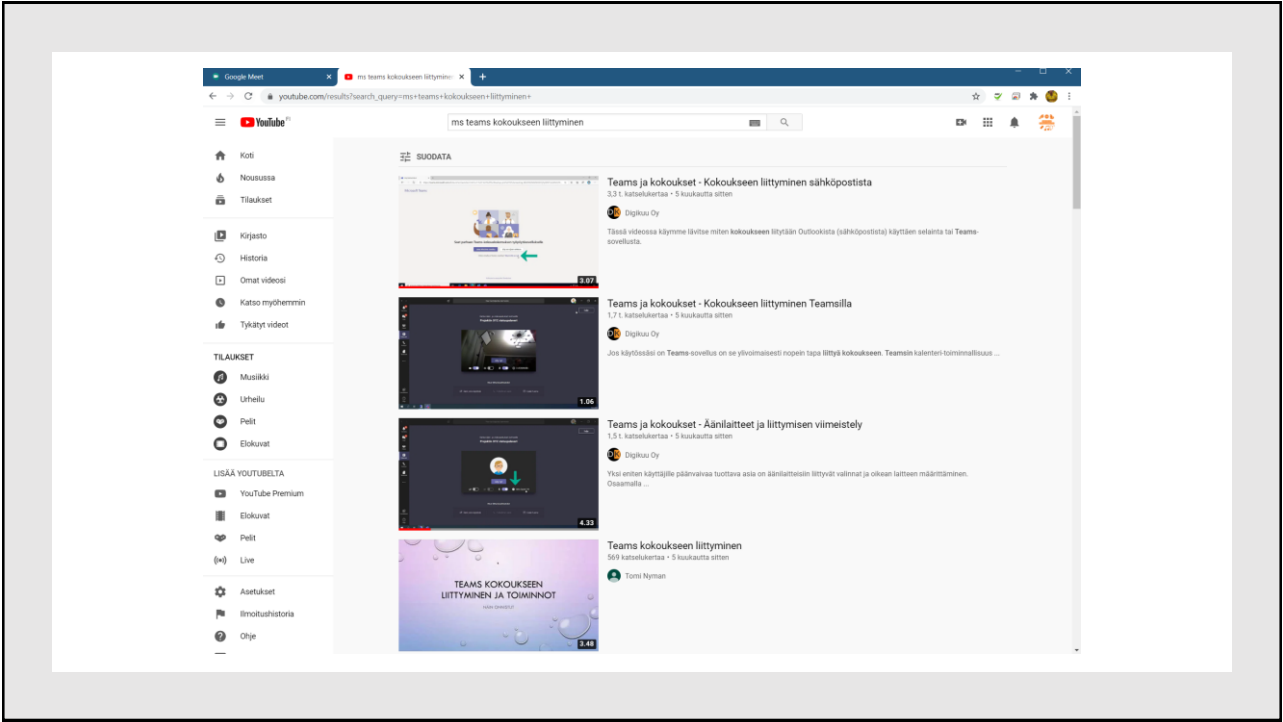 Google Meet
ms teams kokoukseen liittyminen
youtube.com/results?search_query=ms+teams+kokoukseen+liittyminen+
YouTube FI
ms teams kokoukseen liittyminen
Koti
Nousussa
Tilaukset
Kirjasto
Historia
Omat videosi
Katso myöhemmin
Tykätyt videot
TILAUKSET
Musiikki
Urheilu
Pelit
Elokuvat
LISÄÄ YOUTUBELTA
YouTube Premium
Elokuvat
Pelit
Live
Asetukset
Ilmoitushistoria
Ohje
SUODATA
3.07
Teams ja kokoukset - Kokoukseen liittyminen sähköpostista
3,3 t. katselukertaa • 5 kuukautta sitten
Digikuu Oy
Tässä videossa käymme lävitse miten kokoukseen liitytään Outlookista (sähköpostista) käyttäen selainta tai Teams-
sovellusta.
1.06
Teams ja kokoukset - Kokoukseen liittyminen Teamsilla
1,7 t. katselukertaa • 5 kuukautta sitten
Digikuu Oy
Jos käytössäsi on Teams-sovellus on se ylivoimaisesti nopein tapa liittyä kokoukseen. Teamsin kalenteri-toiminnallisuus ...
4.33
Teams ja kokoukset - Äänilaitteet ja liittymisen viimeistely
1,5 t. katselukertaa • 5 kuukautta sitten
Digikuu Oy
Yksi eniten käyttäjille päänvaivaa tuottava asia on äänilaitteisiin liittyvät valinnat ja oikean laitteen määrittäminen.
Osaamalla ...
TEAMS KOKOUKSEEN
LIITTYMINEN JA TOIMINNOT
3.48
Teams kokoukseen liittyminen
569 katselukertaa • 5 kuukautta sitten
Tomi Nyman